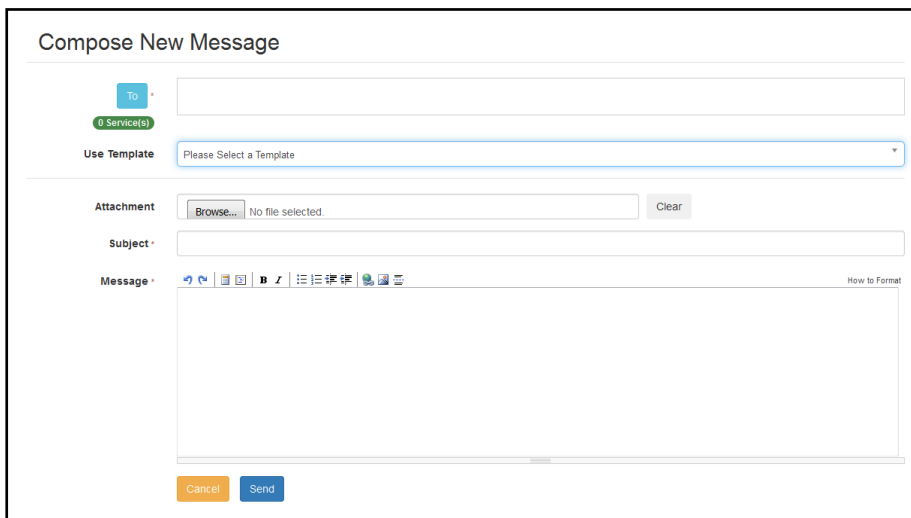 Compose New Message
To *
0 Service(s)
Use Template Please Select a Template
Attachment Browse... No file selected. Clear
Subject *
Message * B I How to Format
Cancel Send